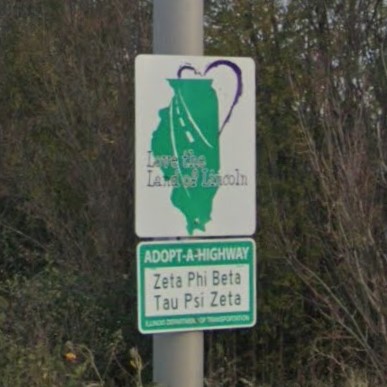 Love the
Land of Lincoln
ADOPT-A-HIGHWAY
Zeta Phi Beta
Tau Psi Zeta
ILLINOIS DEPARTMENT OF TRANSPORTATION